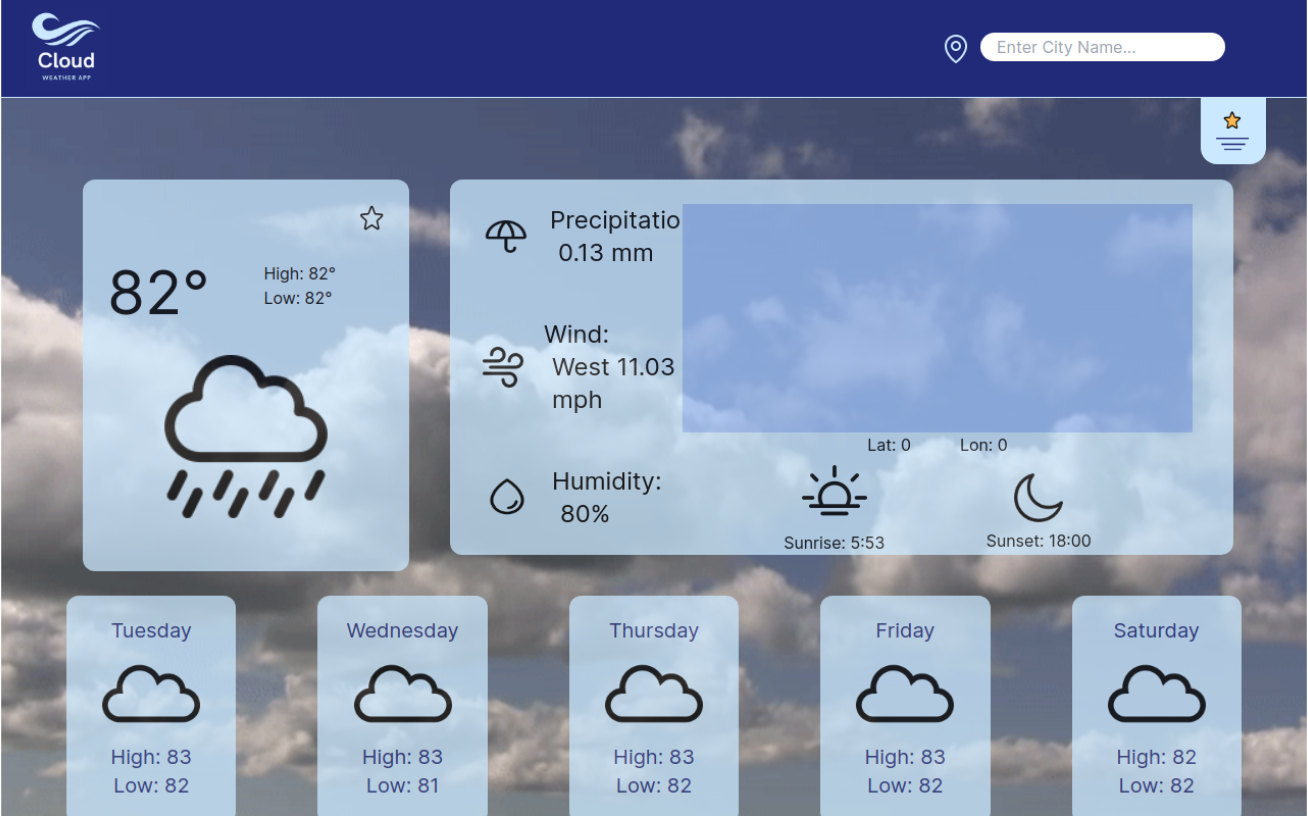 Cloud
WEATHER APP
Enter City Name...
82°
High: 82°
Low: 82°
Precipitatio
0.13 mm
Wind:
West 11.03
mph
Humidity:
80%
Lat: 0 Lon: 0
Sunrise: 5:53
Sunset: 18:00
Tuesday
High: 83
Low: 82
Wednesday
High: 83
Low: 81
Thursday
High: 83
Low: 82
Friday
High: 83
Low: 82
Saturday
High: 82
Low: 82